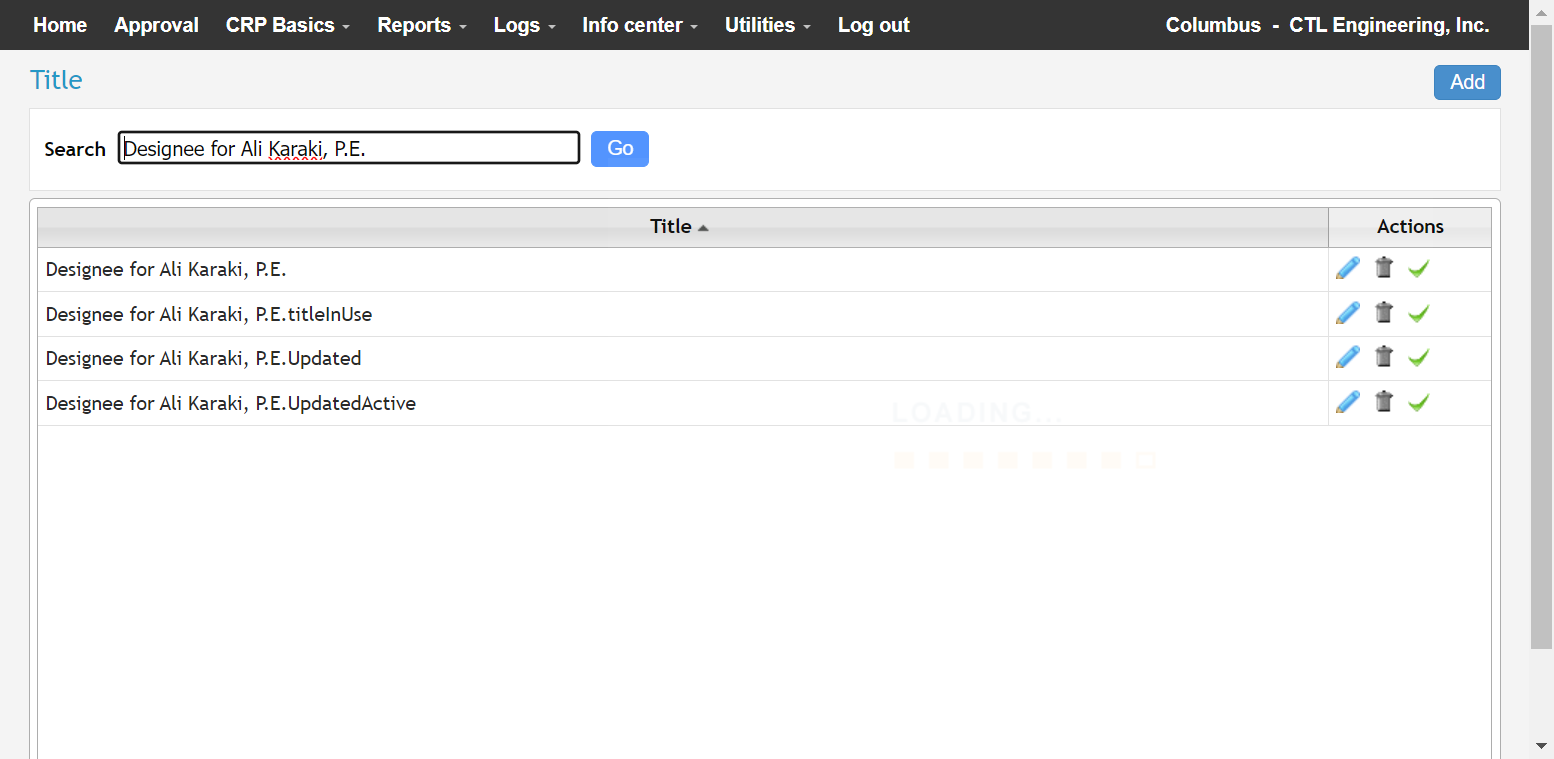 Home Approval CRP Basics Reports Logs Info center Utilities Log out Columbus - CTL Engineering, Inc.
Title
Add
Search Designee for Ali Karaki, P.E. Go
Title Actions
Designee for Ali Karaki, P.E.
Designee for Ali Karaki, P.E.titleInUse
Designee for Ali Karaki, P.E.Updated
Designee for Ali Karaki, P.E.UpdatedActive
LOADING...